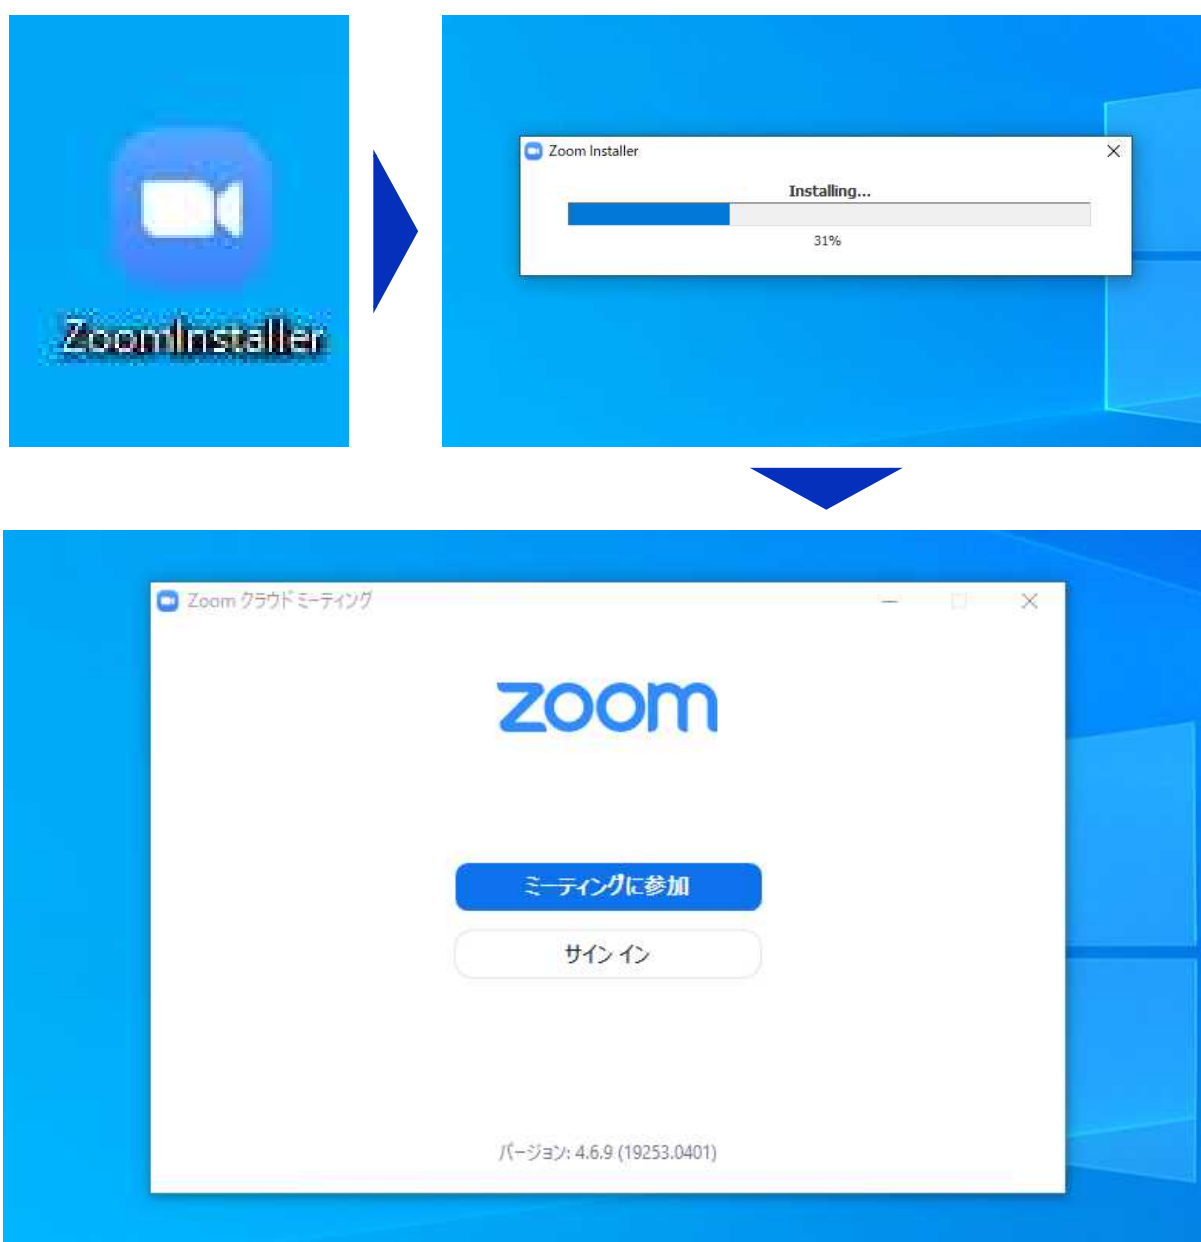 ZoomInstaller
Zoom Installer
Installing...
31%
Zoom クラウド ミーティング
zoom
ミーティングに参加
サイン イン
バージョン: 4.6.9 (19253.0401)